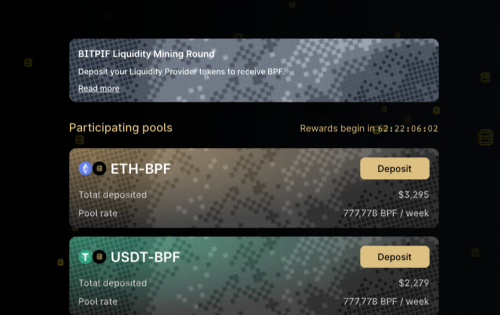 BITPIF Liquidity Mining Round
Deposit your Liquidity Provider tokens to receive BPF.
Read more
Participating pools
Rewards begin in 62:22:06:02
ETH-BPF
Deposit
Total deposited
$3,295
Pool rate
777,778 BPF / week
USDT-BPF
Deposit
Total deposited
$2,279
Pool rate
777,778 BPF / week